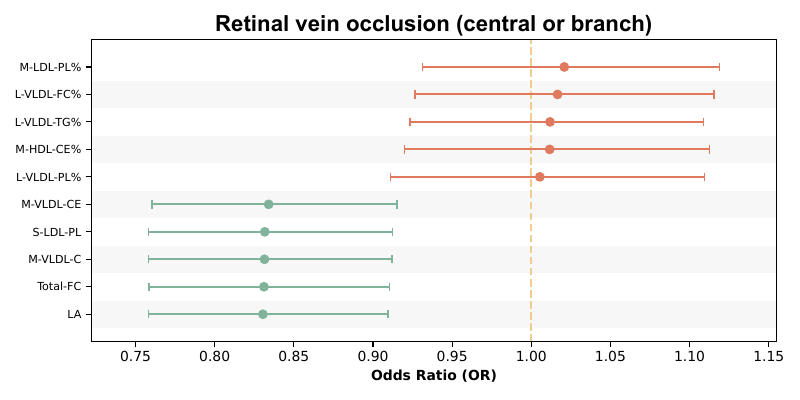 Retinal vein occlusion (central or branch)
M-LDL-PL%
L-VLDL-FC%
L-VLDL-TG%
M-HDL-CE%
L-VLDL-PL%
M-VLDL-CE
S-LDL-PL
M-VLDL-C
Total-FC
LA
0.75 0.80 0.85 0.90 0.95 1.00 1.05 1.10 1.15
Odds Ratio (OR)